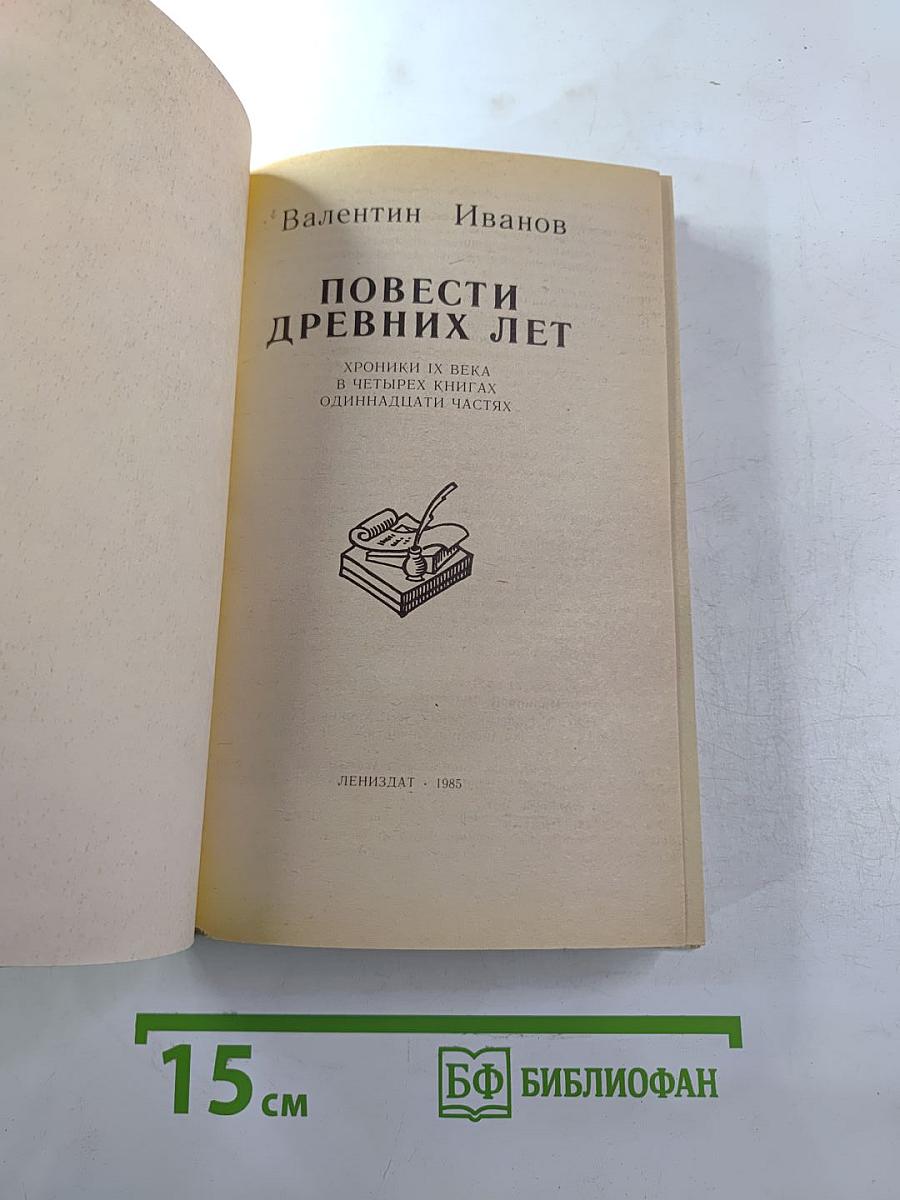 Валентин Иванов
ПОВЕСТИ
ДРЕВНИХ ЛЕТ
ХРОНИКИ IX ВЕКА
В ЧЕТЫРЕХ КНИГАХ
ОДИННАДЦАТИ ЧАСТЯХ
ЛЕНИЗДАТ · 1985
15 см
БФ БИБЛИОФАН